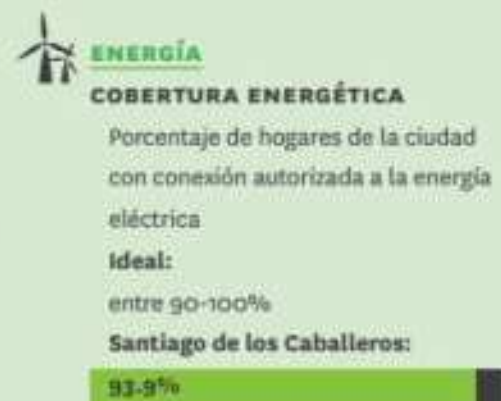 ENERGÍA
COBERTURA ENERGÉTICA
Porcentaje de hogares de la ciudad
con conexión autorizada a la energía
eléctrica
Ideal:
entre 90-100%
Santiago de los Caballeros:
93-9%